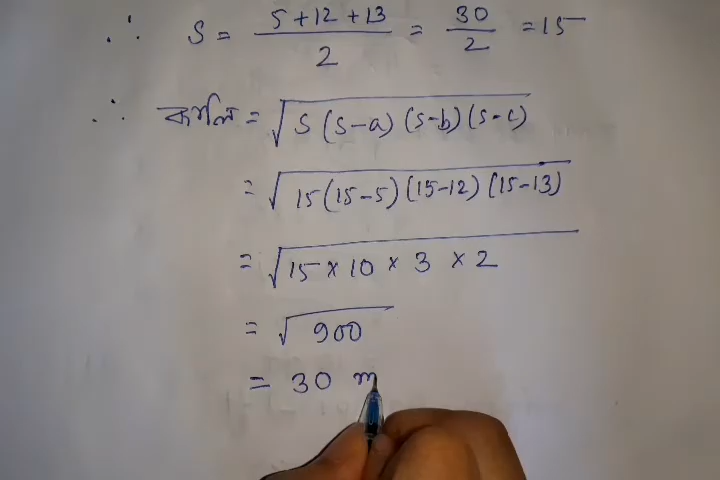 ∴ S = (5+12+13)/2 = 30/2 = 15
∴ কালি = √(S(S-a)(S-b)(S-c))
= √(15(15-5)(15-12)(15-13))
= √(15×10×3×2)
= √900
= 30 m